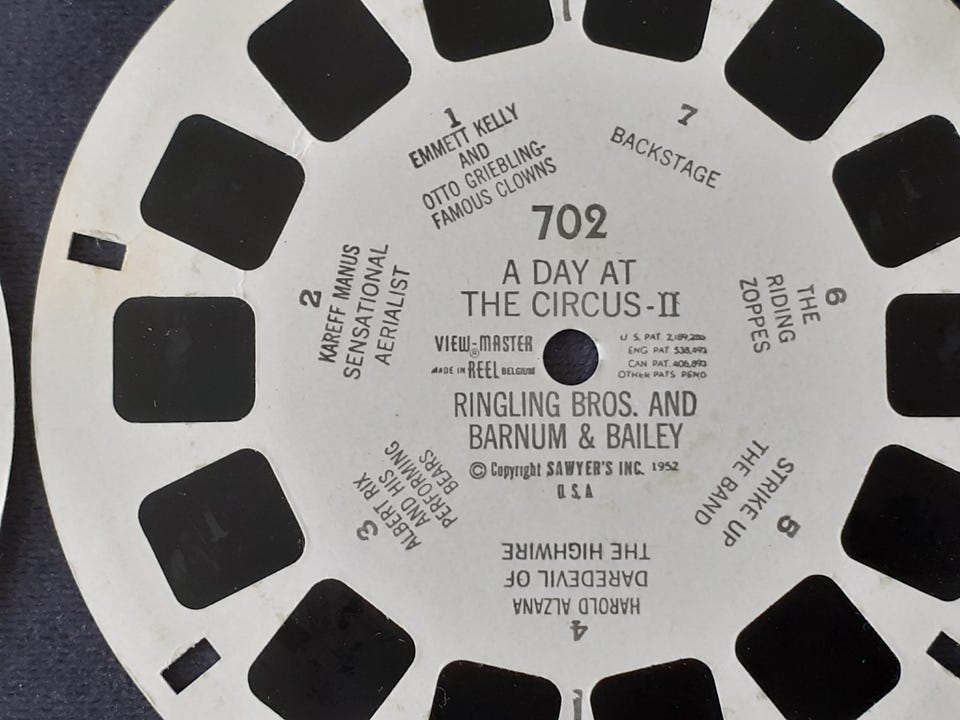 702
A DAY AT
THE CIRCUS-II
VIEW-MASTER
®
MADE IN REEL BELGIUM
U.S. PAT. 2,189,285
ENG. PAT. 538,493
CAN. PAT. 406,893
OTHER PATS PEND
RINGLING BROS. AND
BARNUM & BAILEY
© Copyright SAWYER'S INC. 1952
U.S.A
1
EMMETT KELLY
AND
OTTO GRIEBLING-
FAMOUS CLOWNS
2
KAREFF MANUS
SENSATIONAL
AERIALIST
3
ALBERT RIX
AND HIS
PERFORMING
BEARS
4
HAROLD ALZANA
DAREDEVIL OF
THE HIGHWIRE
5
STRIKE UP
THE BAND
6
THE
RIDING
ZOPPES
7
BACKSTAGE